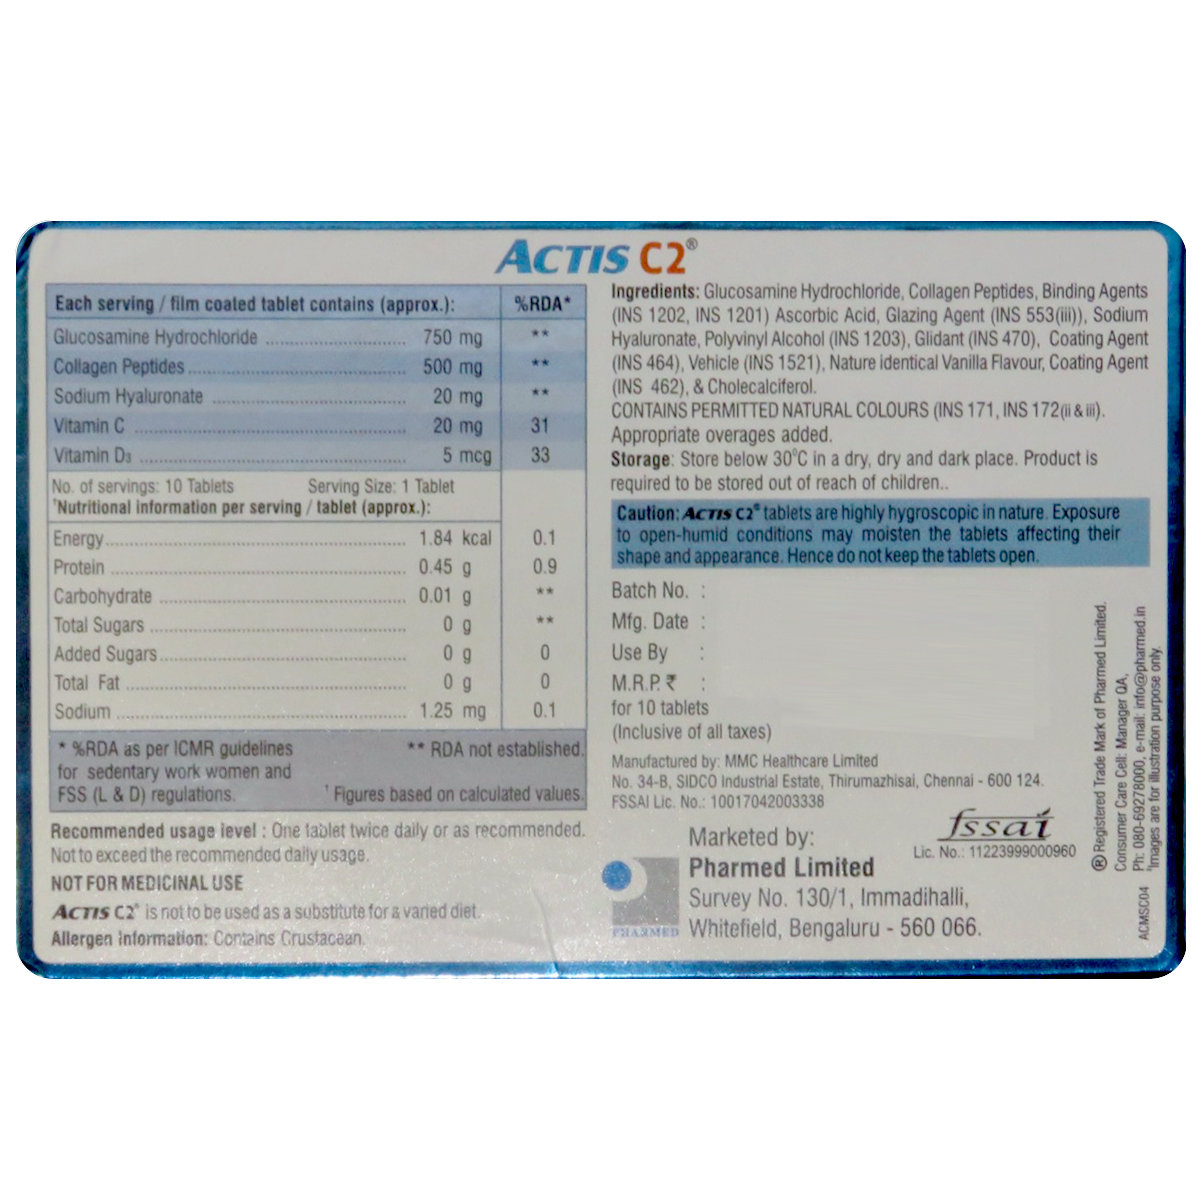 ACTIS C2®
Each serving / film coated tablet contains (approx.): %RDA*
Glucosamine Hydrochloride 750 mg **
Collagen Peptides 500 mg **
Sodium Hyaluronate 20 mg **
Vitamin C 20 mg 31
Vitamin D3 5 mcg 33
No. of servings: 10 Tablets Serving Size: 1 Tablet
†Nutritional information per serving / tablet (approx.):
Energy 1.84 kcal 0.1
Protein 0.45 g 0.9
Carbohydrate 0.01 g **
Total Sugars 0 g **
Added Sugars 0 g 0
Total Fat 0 g 0
Sodium 1.25 mg 0.1
* %RDA as per ICMR guidelines ** RDA not established.
for sedentary work women and
FSS (L & D) regulations. † Figures based on calculated values.
Recommended usage level : One tablet twice daily or as recommended.
Not to exceed the recommended daily usage.
NOT FOR MEDICINAL USE
ACTIS C2® is not to be used as a substitute for a varied diet.
Allergen Information: Contains Crustacean.
Ingredients: Glucosamine Hydrochloride, Collagen Peptides, Binding Agents
(INS 1202, INS 1201) Ascorbic Acid, Glazing Agent (INS 553(iii)), Sodium
Hyaluronate, Polyvinyl Alcohol (INS 1203), Glidant (INS 470), Coating Agent
(INS 464), Vehicle (INS 1521), Nature identical Vanilla Flavour, Coating Agent
(INS 462), & Cholecalciferol.
CONTAINS PERMITTED NATURAL COLOURS (INS 171, INS 172(ii & iii).
Appropriate overages added.
Storage: Store below 30°C in a dry, dry and dark place. Product is
required to be stored out of reach of children..
Caution: ACTIS C2® tablets are highly hygroscopic in nature. Exposure
to open-humid conditions may moisten the tablets affecting their
shape and appearance. Hence do not keep the tablets open.
Batch No. :
Mfg. Date :
Use By :
M.R.P. ₹ :
for 10 tablets
(Inclusive of all taxes)
Manufactured by: MMC Healthcare Limited
No. 34-B, SIDCO Industrial Estate, Thirumazhisai, Chennai - 600 124.
FSSAI Lic. No.: 10017042003338
fssai
Lic. No.: 11223999000960
Marketed by:
Pharmed Limited
Survey No. 130/1, Immadihalli,
Whitefield, Bengaluru - 560 066.
PHARMED
® Registered Trade Mark of Pharmed Limited.
Consumer Care Cell: Manager QA,
Ph: 080-69278000, e-mail: info@pharmed.in
†Images are for illustration purpose only.
ACMSC04